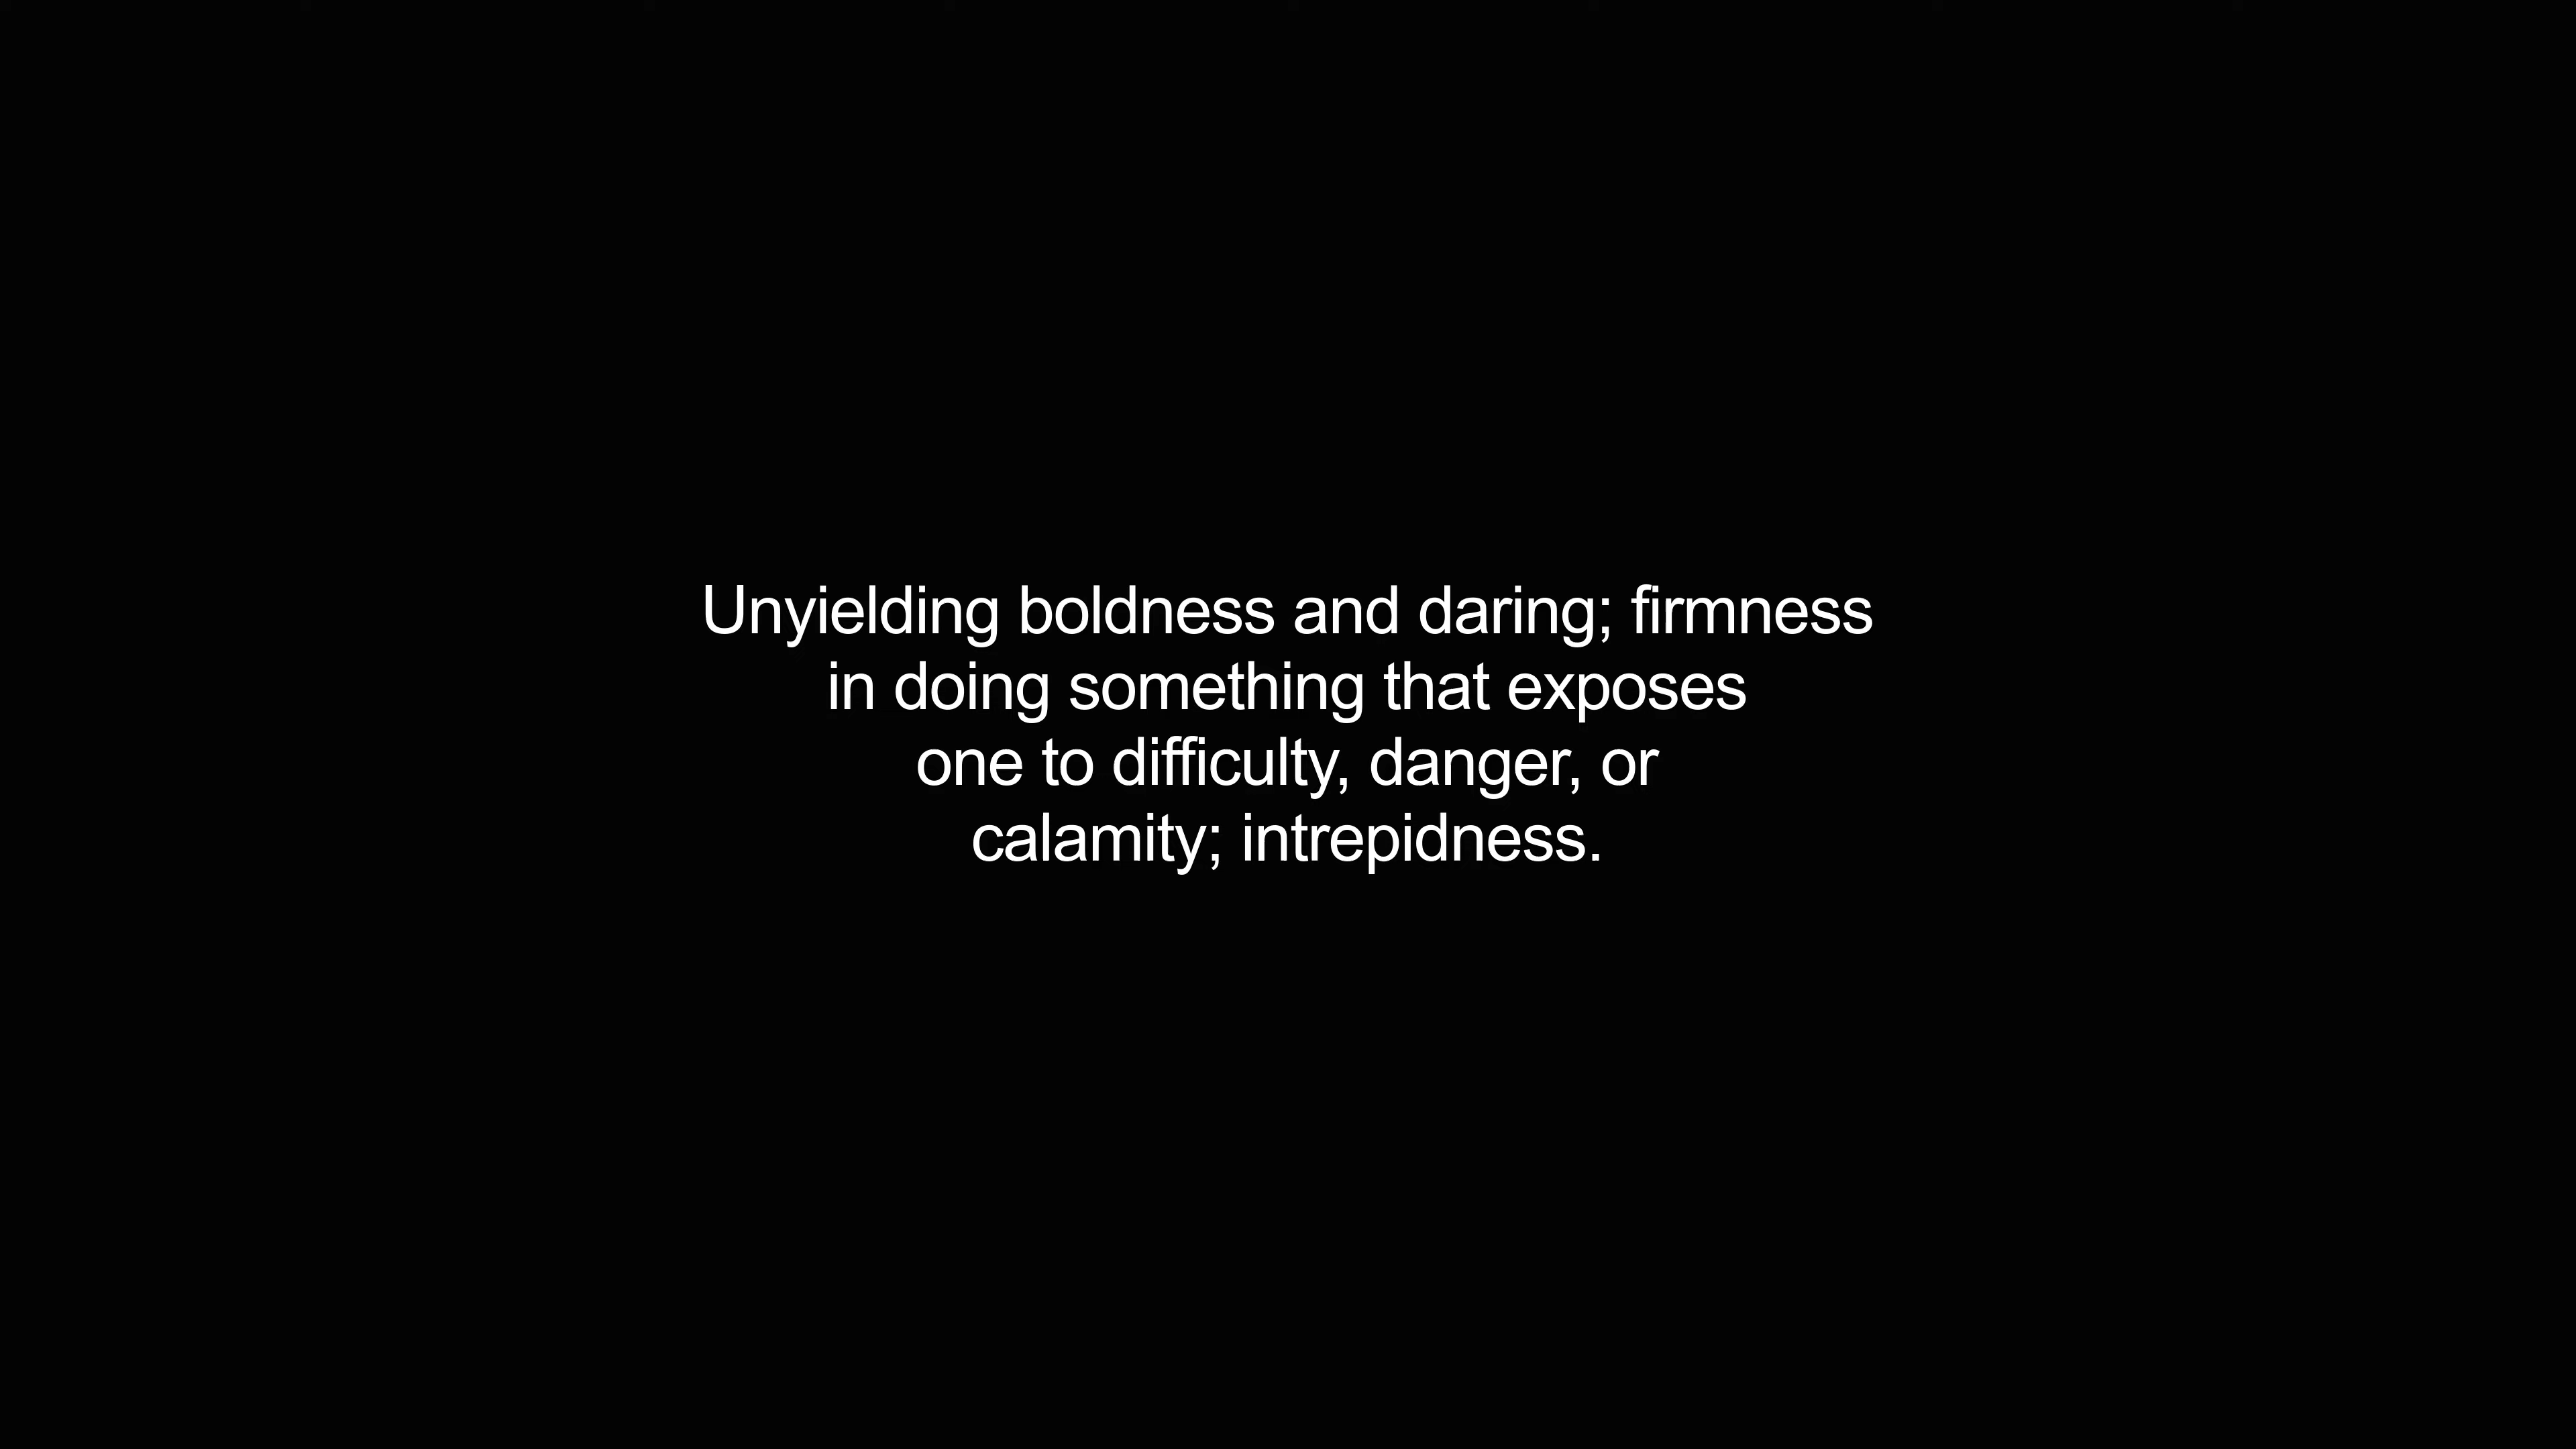 Unyielding boldness and daring; firmness
in doing something that exposes
one to difficulty, danger, or
calamity; intrepidness.